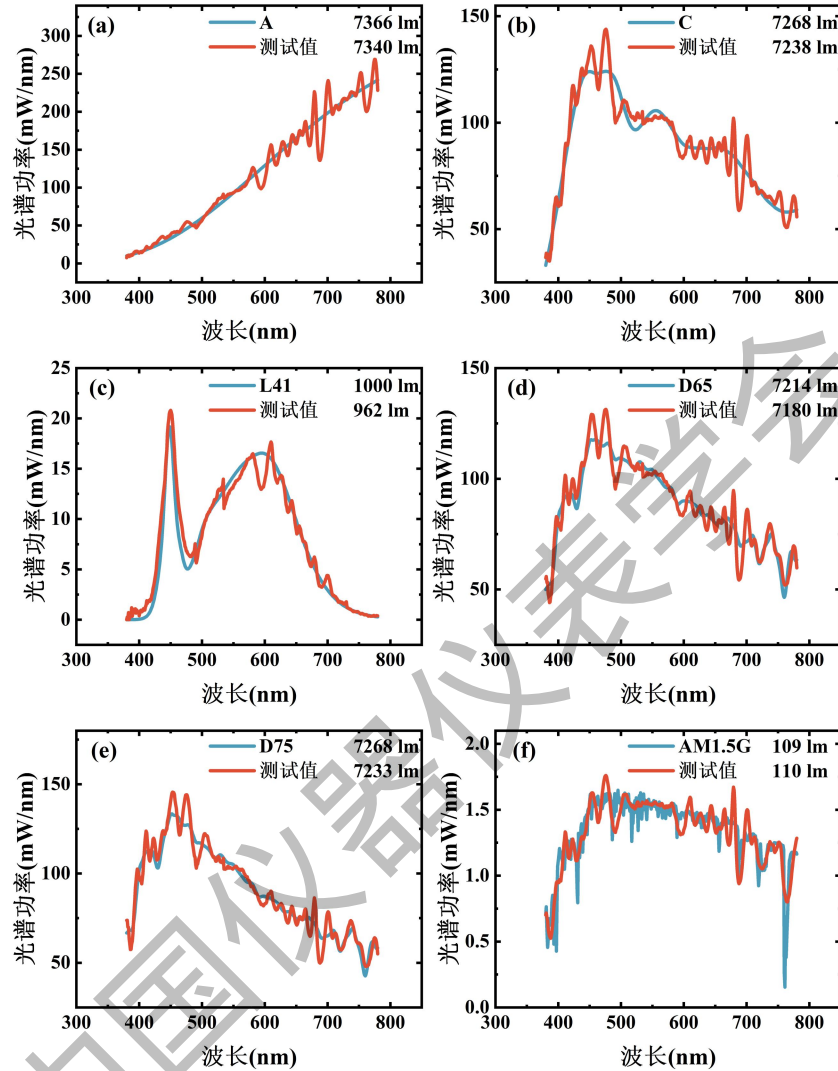 (a)
A 7366 lm
测试值 7340 lm
光谱功率(mW/nm)
300
250
200
150
100
50
0
300 400 500 600 700 800
波长(nm)
(b)
C 7268 lm
测试值 7238 lm
光谱功率(mW/nm)
150
100
50
300 400 500 600 700 800
波长(nm)
(c)
L41 1000 lm
测试值 962 lm
光谱功率(mW/nm)
25
20
15
10
5
0
300 400 500 600 700 800
波长(nm)
(d)
D65 7214 lm
测试值 7180 lm
光谱功率(mW/nm)
150
100
50
300 400 500 600 700 800
波长(nm)
(e)
D75 7268 lm
测试值 7233 lm
光谱功率(mW/nm)
150
100
50
300 400 500 600 700 800
波长(nm)
(f)
AM1.5G 109 lm
测试值 110 lm
光谱功率(mW/nm)
2.0
1.5
1.0
0.5
0.0
300 400 500 600 700 800
波长(nm)
中国仪器仪表学会